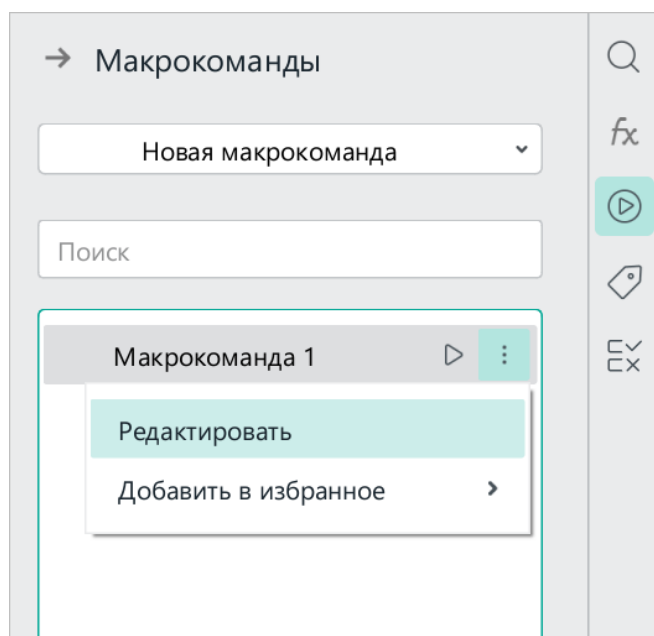 Макрокоманды
Новая макрокоманда
Поиск
Макрокоманда 1
Редактировать
Добавить в избранное
fx